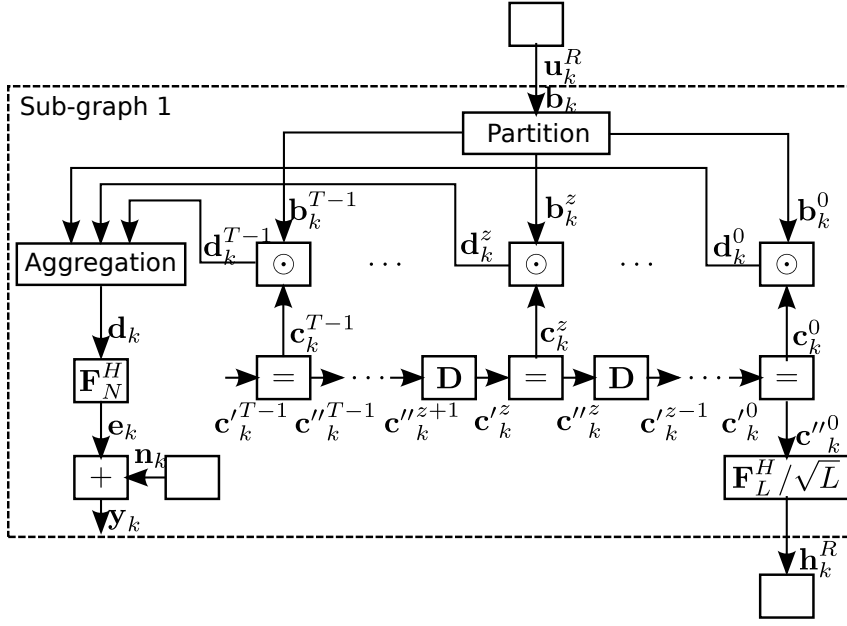 u_k^R
b_k
Sub-graph 1
Partition
b_k^{T-1} b_k^z b_k^0
d_k^{T-1} d_k^z d_k^0
Aggregation ⊙ ··· ⊙ ··· ⊙
d_k c_k^{T-1} c_k^z c_k^0
F_N^H = ··· D = D ··· =
c'_k^{T-1} c''_k^{T-1} c''_k^{z+1} c'_k^z c''_k^z c'_k^{z-1} c'_k^0 c''_k^0
e_k
n_k
+ F_L^H/√L
y_k
h_k^R